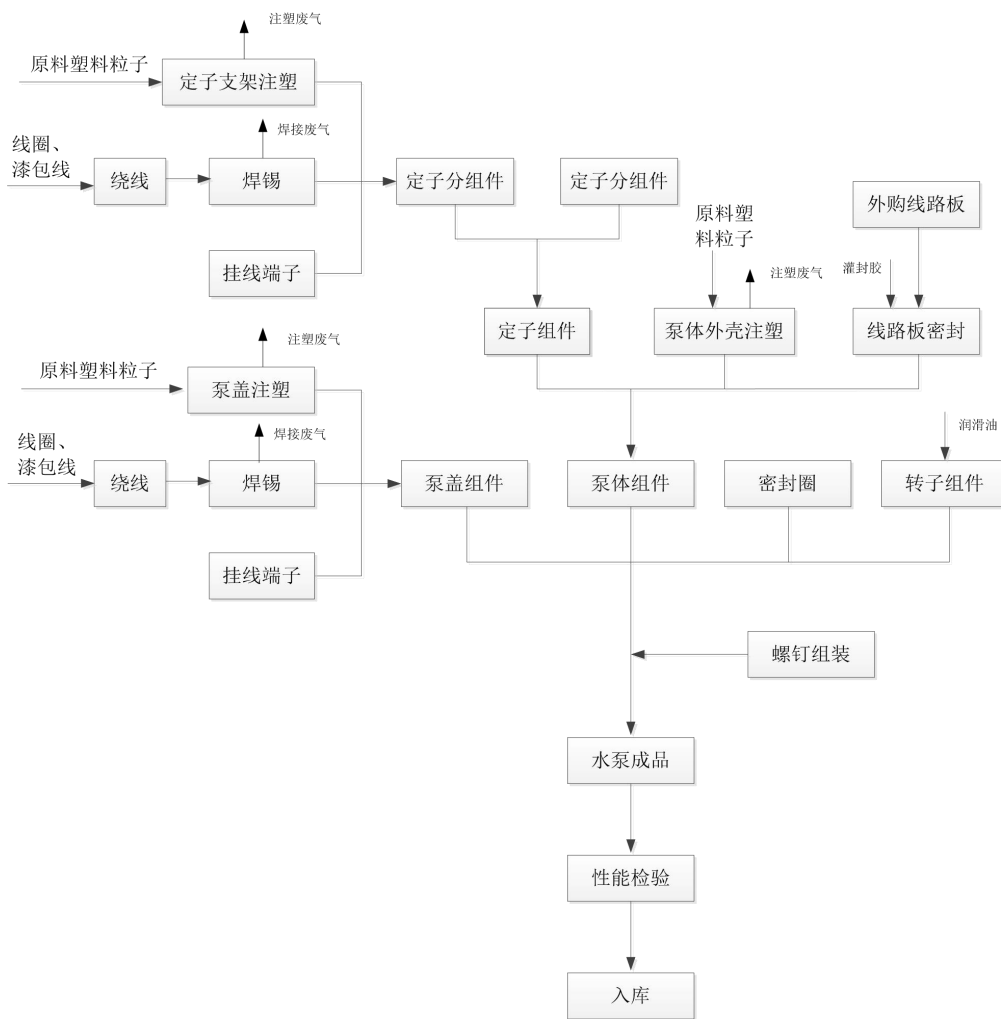 注塑废气
原料塑料粒子
定子支架注塑
焊接废气
线圈、
漆包线
绕线
焊锡
定子分组件
定子分组件
外购线路板
原料塑
料粒子
挂线端子
灌封胶
注塑废气
定子组件
泵体外壳注塑
线路板密封
注塑废气
原料塑料粒子
泵盖注塑
焊接废气
润滑油
线圈、
漆包线
绕线
焊锡
泵盖组件
泵体组件
密封圈
转子组件
挂线端子
螺钉组装
水泵成品
性能检验
入库